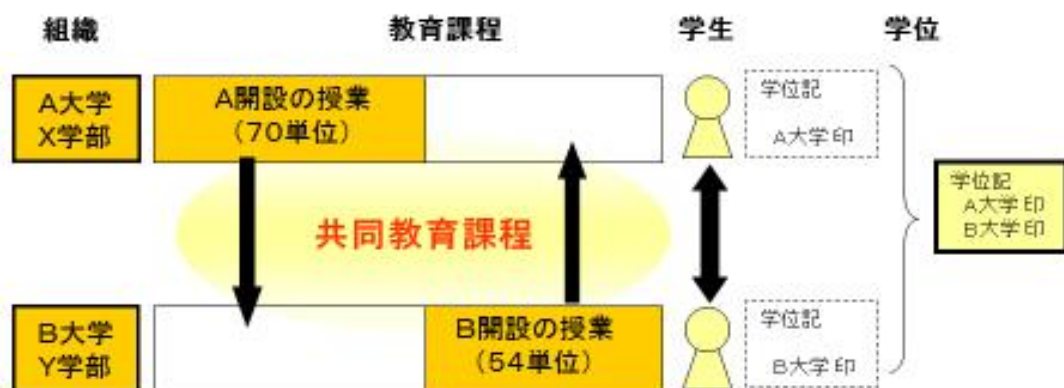 組織
教育課程
学生
学位
A大学
X学部
A開設の授業
（70単位）
学位記
A大学印
共同教育課程
学位記
A大学印
B大学印
B大学
Y学部
B開設の授業
（54単位）
学位記
B大学印